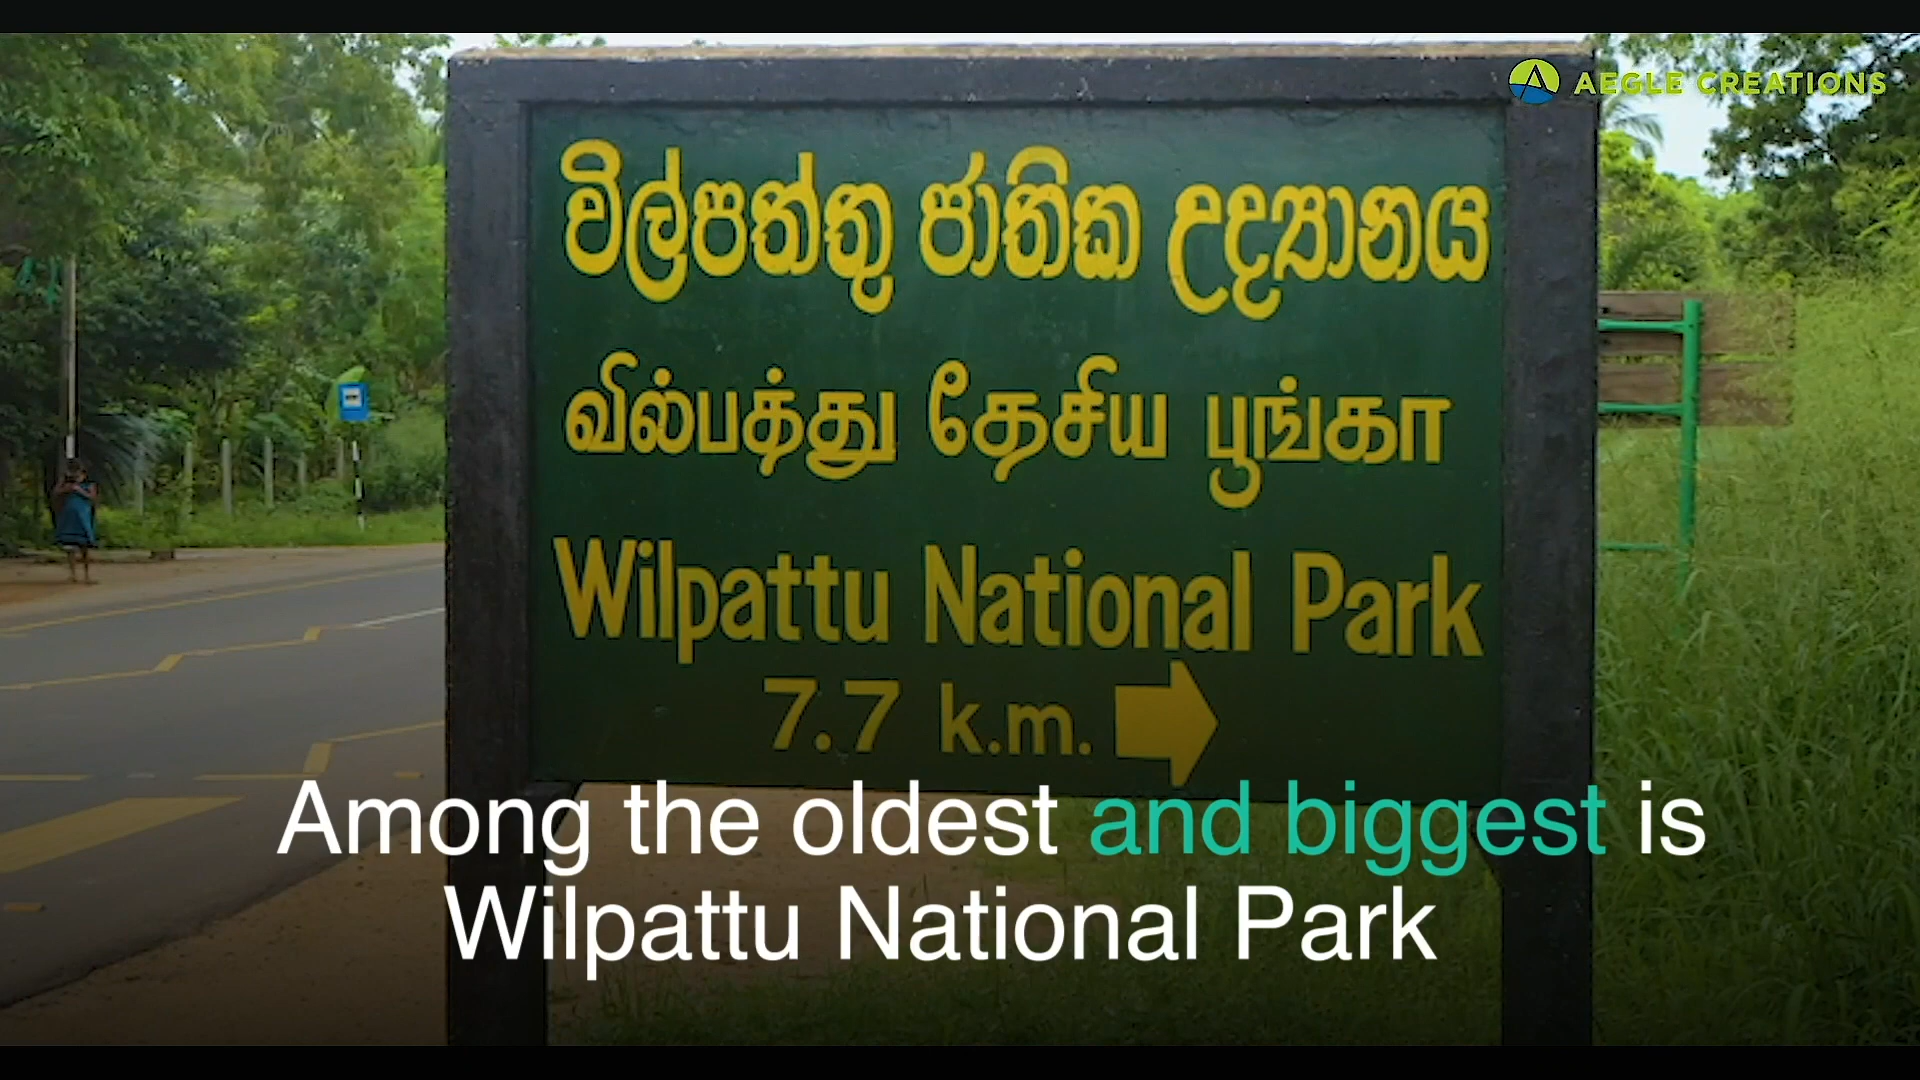 AEGLE CREATIONS
විල්පත්තු ජාතික උද්‍යානය
வில்பத்து தேசிய பூங்கா
Wilpattu National Park
7.7 k.m.
Among the oldest and biggest is
Wilpattu National Park